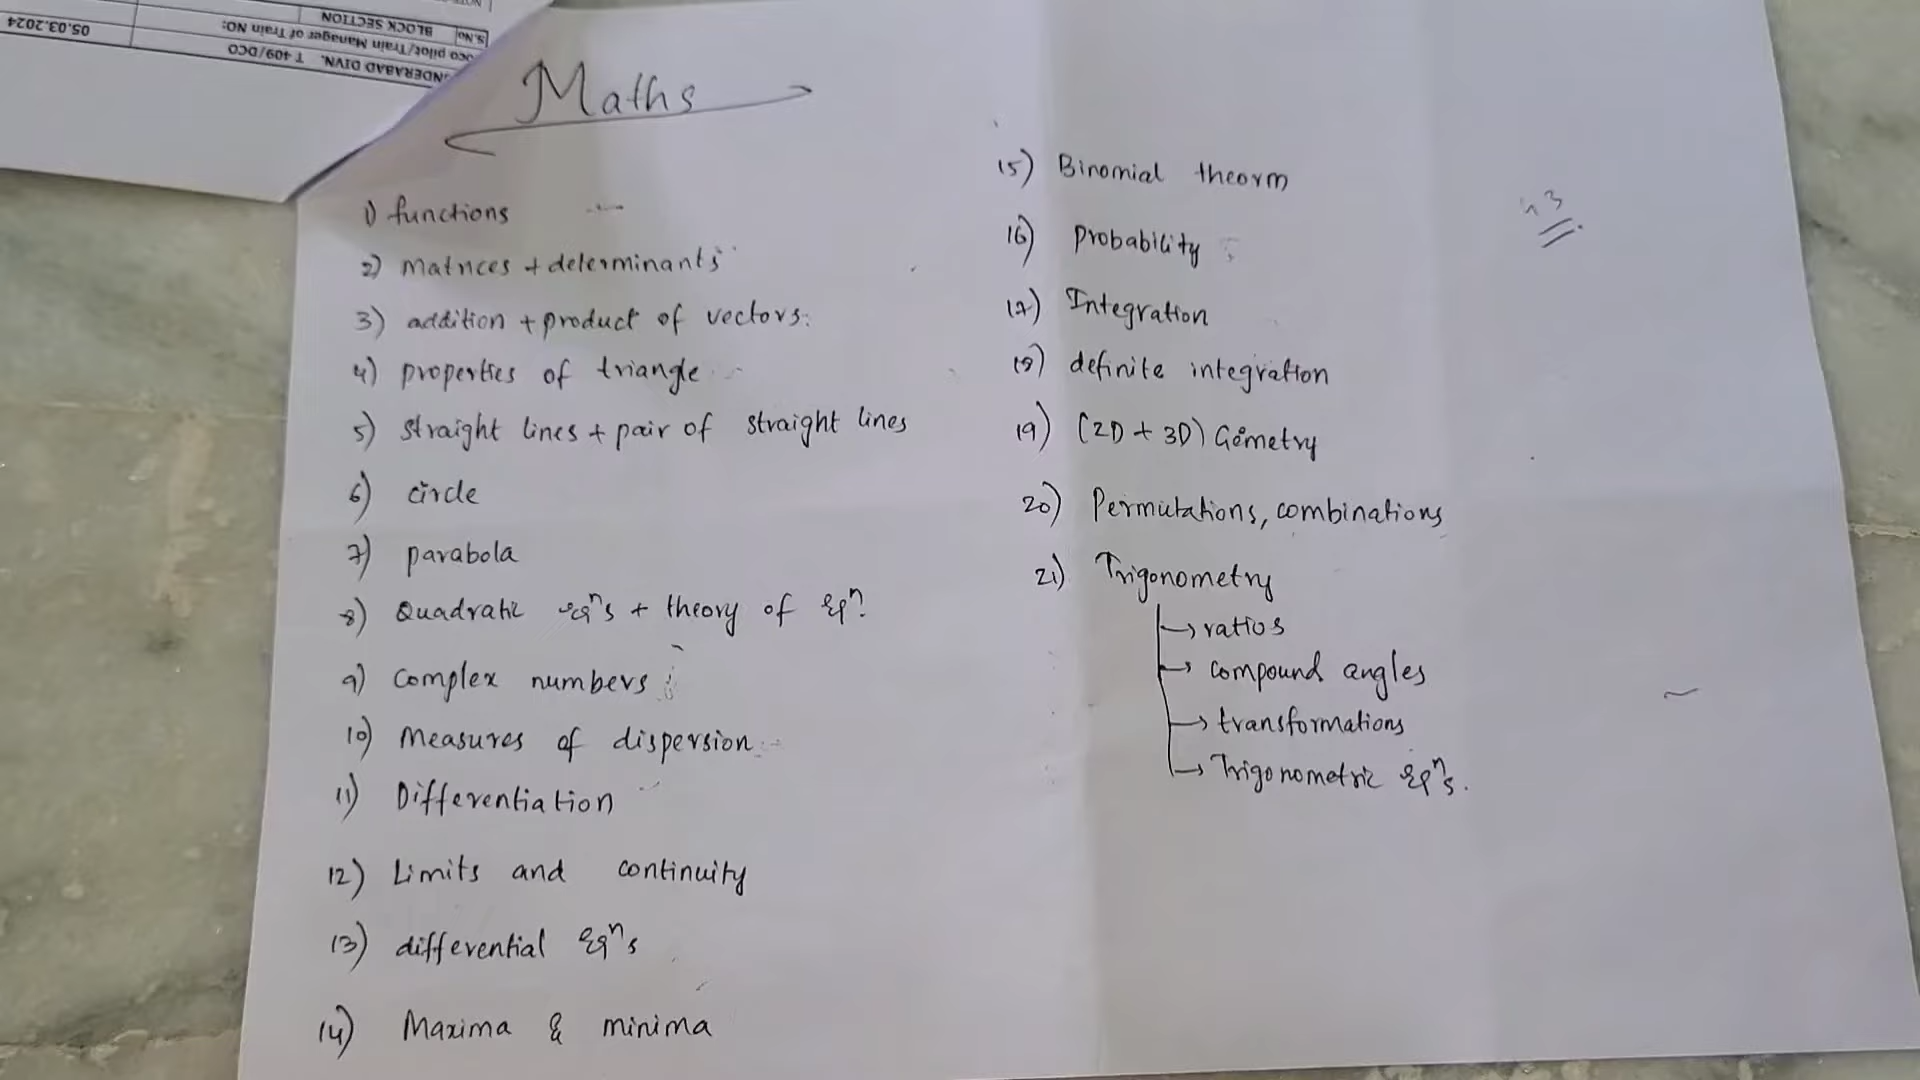 05.03.2024
NDERABAD DIVN. T 409/DCO
oco pilot/Train Manager of Train NO:
S.No BLOCK SECTION
Maths
1) functions
2) matrices + determinants
3) addition + product of vectors.
4) properties of triangle
5) straight lines + pair of straight lines
6) circle
7) parabola
8) Quadratic Eqⁿs + theory of Eqⁿ.
9) complex numbers
10) Measures of dispersion
11) Differentiation
12) Limits and continuity
13) differential Eqⁿs
14) Maxima & minima
15) Binomial theorm
16) probability
17) Integration
18) definite integration
19) (2D + 3D) Geometry
20) Permutations, combinations
21) Trigonometry
→ ratios
→ compound angles
→ transformations
→ Trigonometric Eqⁿs.